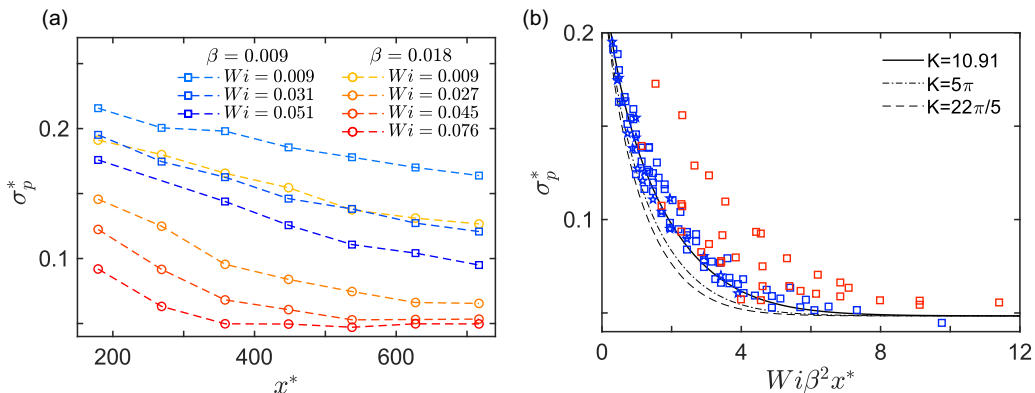 (a)
β = 0.009
Wi = 0.009
Wi = 0.031
Wi = 0.051
β = 0.018
Wi = 0.009
Wi = 0.027
Wi = 0.045
Wi = 0.076
0.2
0.1
σ*p
200 400 600
x*
(b)
K=10.91
K=5π
K=22π/5
0.2
0.1
σ*p
0 4 8 12
Wiβ²x*